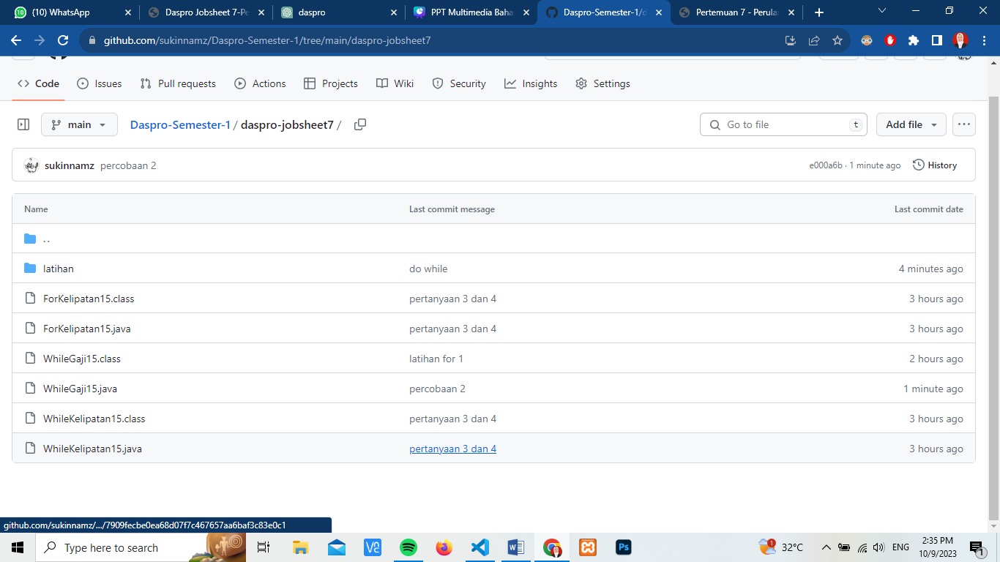 (10) WhatsApp
Daspro Jobsheet 7-Pe
daspro
PPT Multimedia Baha
Daspro-Semester-1/d
Pertemuan 7 - Perula
github.com/sukinnamz/Daspro-Semester-1/tree/main/daspro-jobsheet7
Code Issues Pull requests Actions Projects Wiki Security Insights Settings
main Daspro-Semester-1 / daspro-jobsheet7 / Go to file t Add file
sukinnamz percobaan 2 e000a6b · 1 minute ago History
Name Last commit message Last commit date
..
latihan do while 4 minutes ago
ForKelipatan15.class pertanyaan 3 dan 4 3 hours ago
ForKelipatan15.java pertanyaan 3 dan 4 3 hours ago
WhileGaji15.class latihan for 1 2 hours ago
WhileGaji15.java percobaan 2 1 minute ago
WhileKelipatan15.class pertanyaan 3 dan 4 3 hours ago
WhileKelipatan15.java pertanyaan 3 dan 4 3 hours ago
github.com/sukinnamz/.../7909fecbe0ea68d07f7c467657aa6baf3c83e0c1
Type here to search
32°C
ENG
2:35 PM
10/9/2023